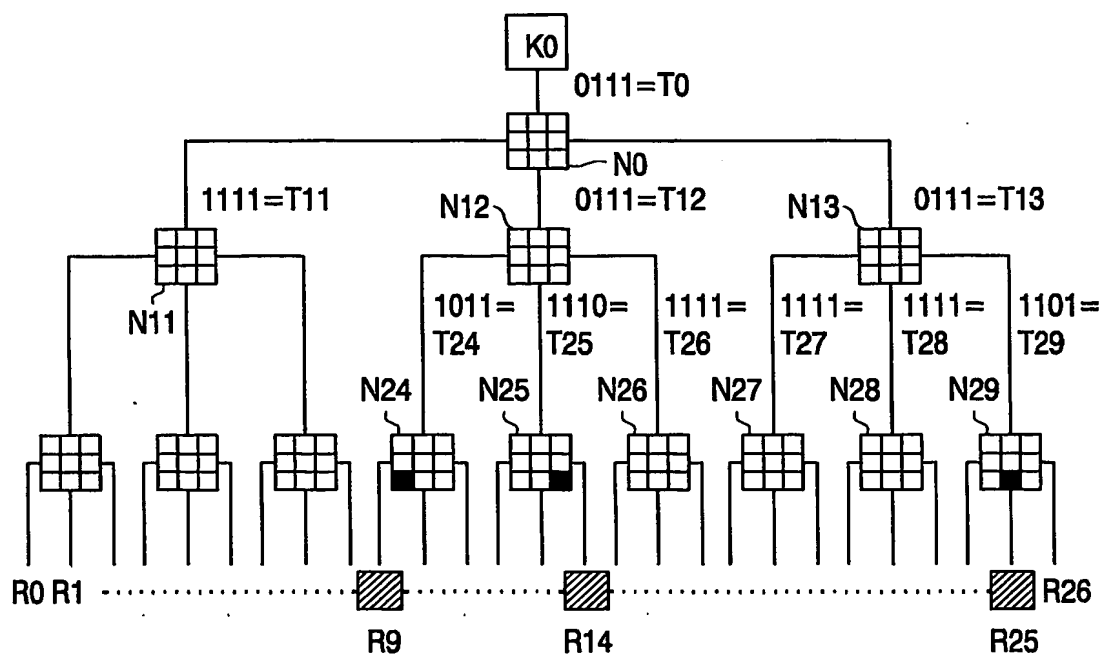 K0
0111=T0
N0
1111=T11
N12
0111=T12
N13
0111=T13
N11
1011=
T24
1110=
T25
1111=
T26
1111=
T27
1111=
T28
1101=
T29
N24
N25
N26
N27
N28
N29
R0 R1
R26
R9
R14
R25